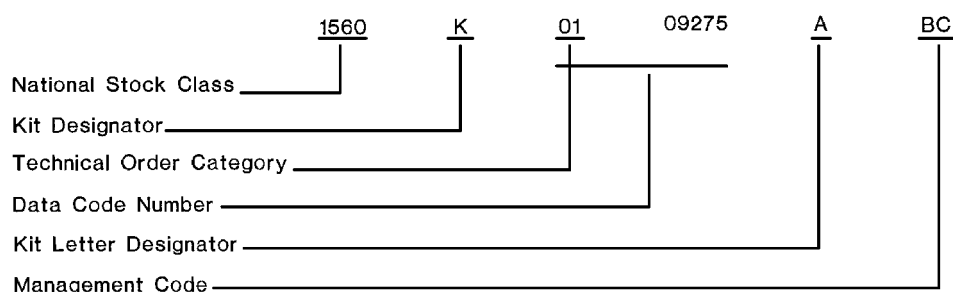 1560 K 01 09275 A BC
National Stock Class
Kit Designator
Technical Order Category
Data Code Number
Kit Letter Designator
Management Code